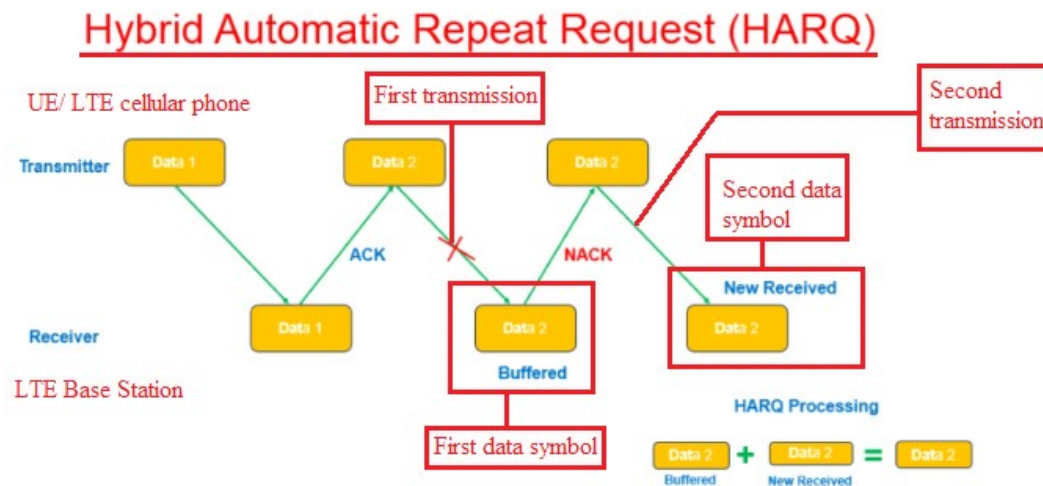 Hybrid Automatic Repeat Request (HARQ)
UE/ LTE cellular phone
First transmission
Second
transmission
Transmitter
Data 1
Data 2
Data 2
Second data
symbol
ACK
NACK
New Received
Receiver
Data 1
Data 2
Data 2
Buffered
LTE Base Station
First data symbol
HARQ Processing
Data 2 + Data 2 = Data 2
Buffered
New Received